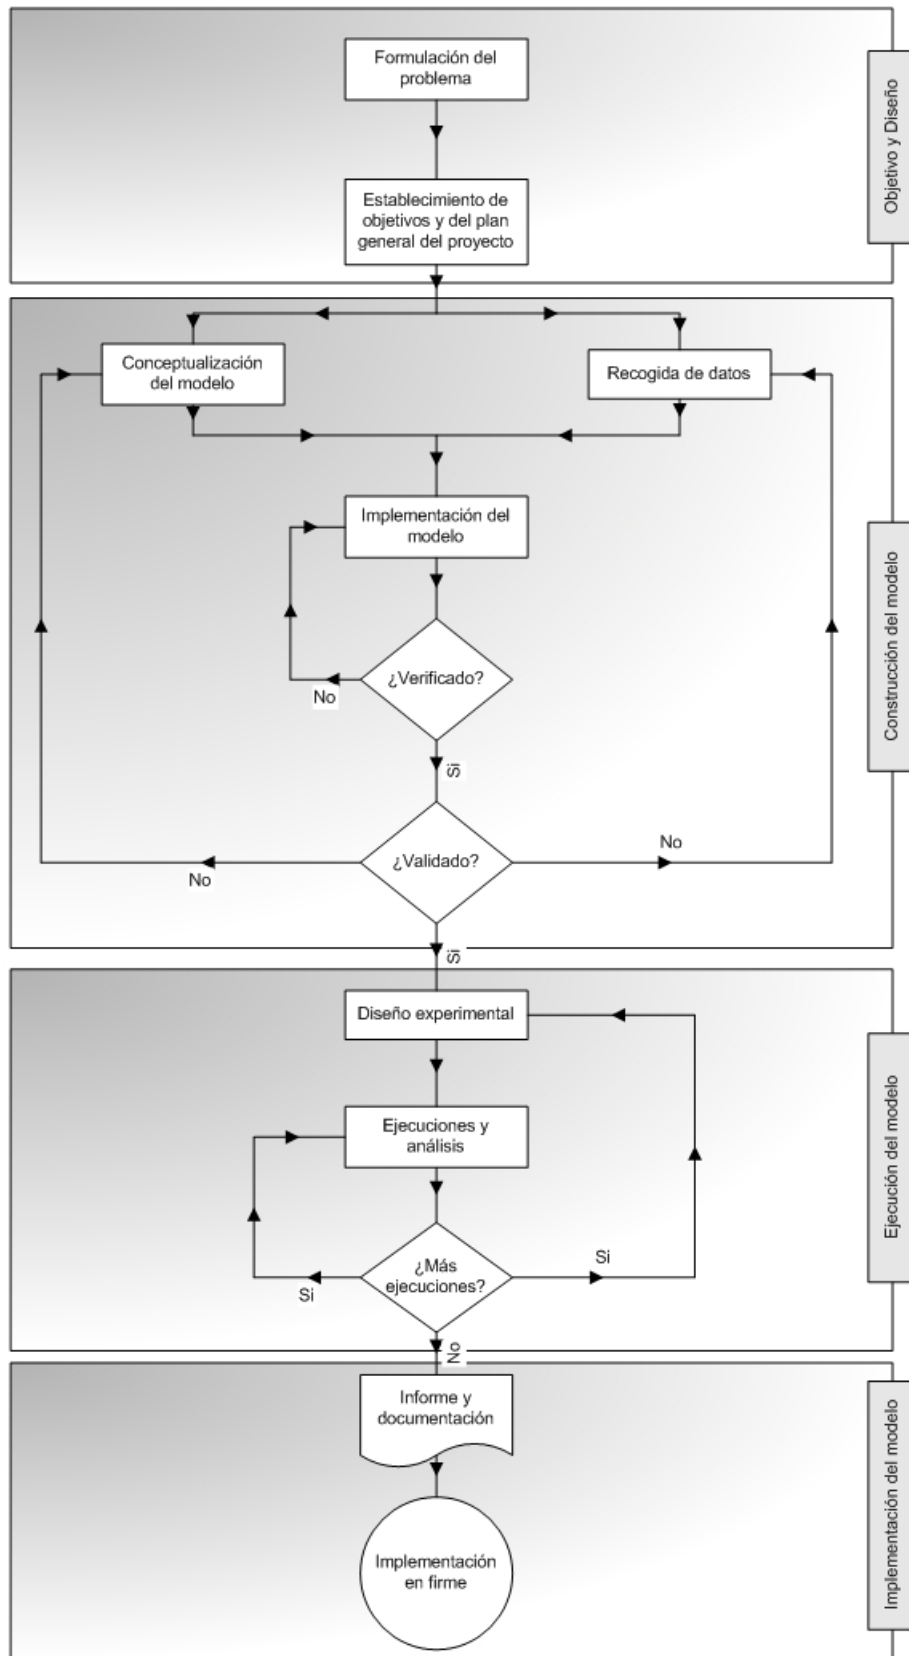 Formulación del
problema
Establecimiento de
objetivos y del plan
general del proyecto
Objetivo y Diseño
Conceptualización
del modelo
Recogida de datos
Implementación del
modelo
¿Verificado?
No
Si
¿Validado?
No
No
Si
Construcción del modelo
Diseño experimental
Ejecuciones y
análisis
¿Más
ejecuciones?
Si
Si
No
Ejecución del modelo
Informe y
documentación
Implementación
en firme
Implementación del modelo